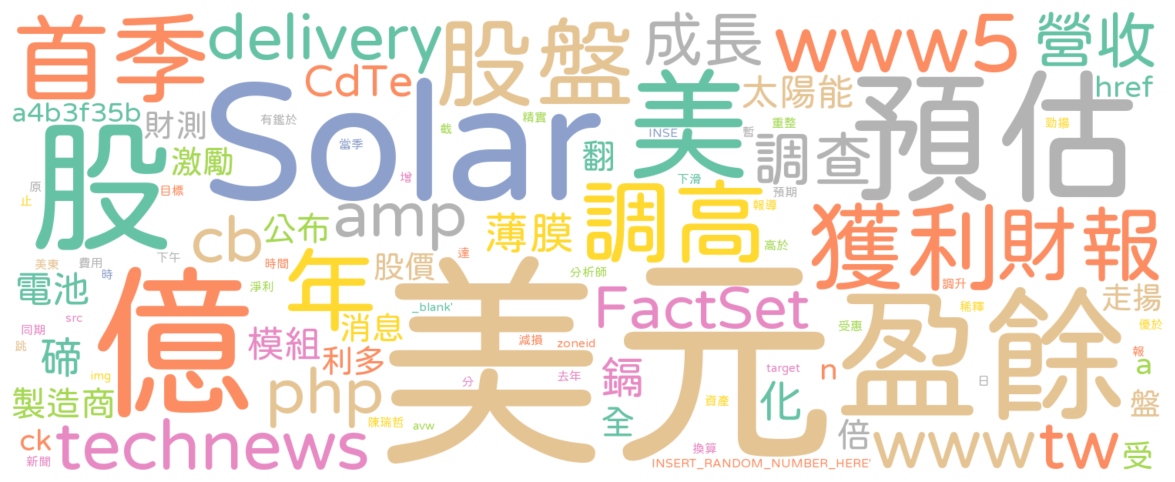 首季 delivery 股盤 成長 www5 營收
CdTe 太陽能 href
a4b3f35b 財測 有鑑於 截 精實 美 INSE 暫 重整 預估 勁揚
股 激勵 當季 Solar 翻 調查
原 止 目標 增 下滑 預期 報導
cb 公布 amp 薄膜 調高 高於 獲利 財報
美東 費用 下午 時 時間 達 股價 分析師
電池 淨利 年 調升 走揚
src 億 _blank' 美元 FactSet 稀釋 盈餘
同期 跳 碲 模組 消息 減損 zoneid 受惠 優於
img 利多 分 去年 鎘 target n 日 報 a
製造商 php 資產 化 盤
陳瑞哲 avw 全
ck 新聞 technews 換算 倍 www tw 受
INSERT_RANDOM_NUMBER_HERE'